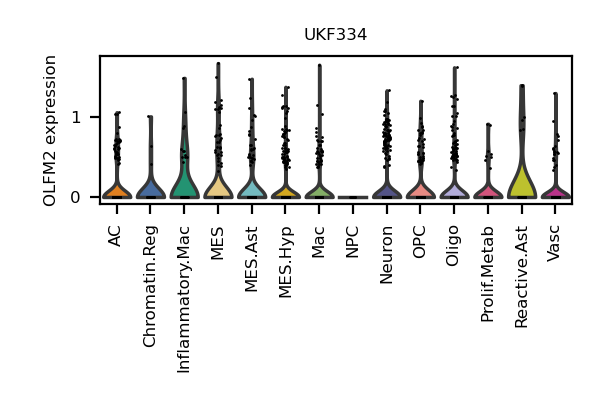 UKF334
OLFM2 expression
1
0
AC
Chromatin.Reg
Inflammatory.Mac
MES
MES.Ast
MES.Hyp
Mac
NPC
Neuron
OPC
Oligo
Prolif.Metab
Reactive.Ast
Vasc